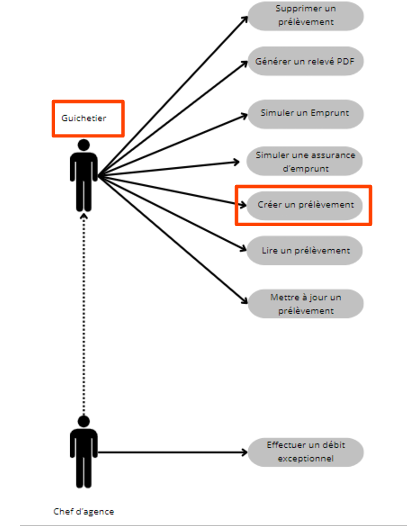 Supprimer un
prélèvement
Générer un relevé PDF
Guichetier
Simuler un Emprunt
Simuler une assurance
d'emprunt
Créer un prélèvement
Lire un prélèvement
Mettre à jour un
prélèvement
Effectuer un débit
exceptionnel
Chef d'agence